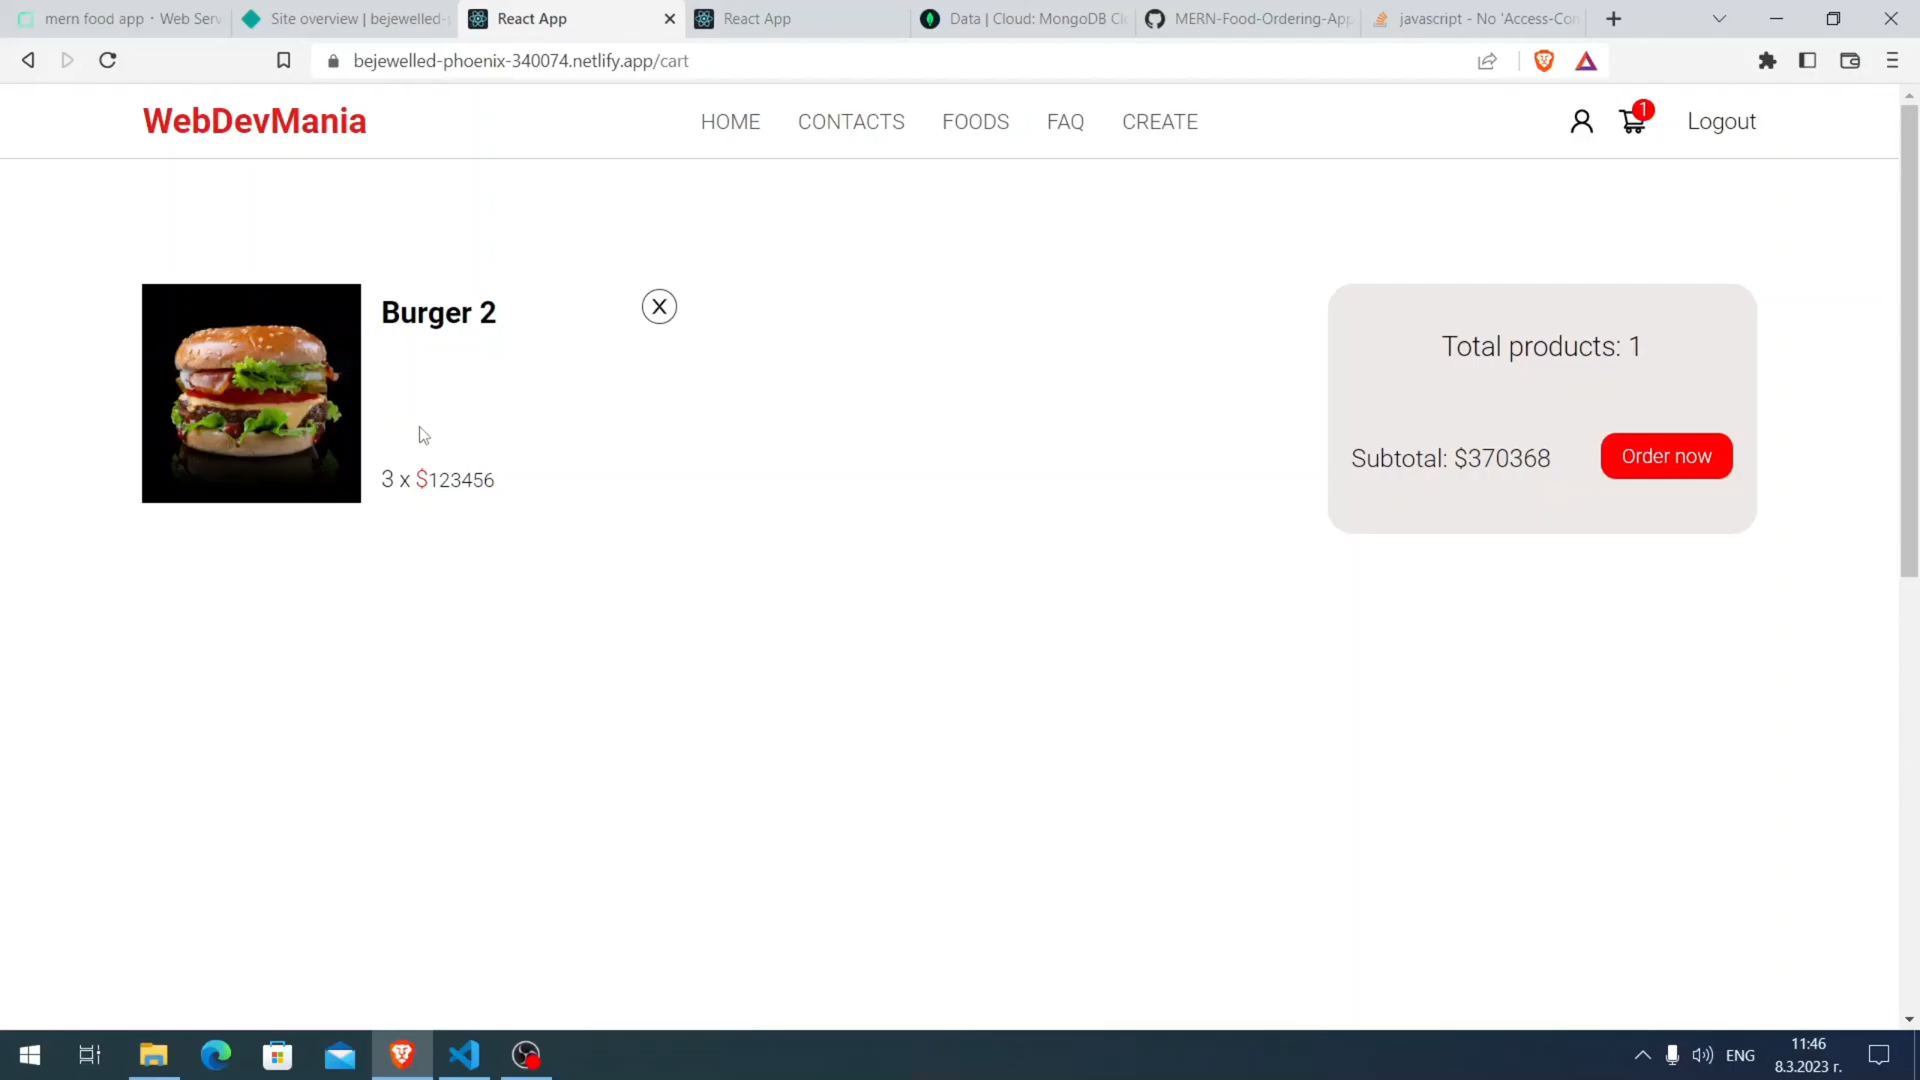 mern food app · Web Serv
Site overview | bejewelled-p
React App
React App
Data | Cloud: MongoDB Cl
MERN-Food-Ordering-App
javascript - No 'Access-Con
bejewelled-phoenix-340074.netlify.app/cart
WebDevMania
HOME
CONTACTS
FOODS
FAQ
CREATE
1
Logout
Burger 2
X
3 x $123456
Total products: 1
Subtotal: $370368
Order now
ENG
11:46
8.3.2023 г.